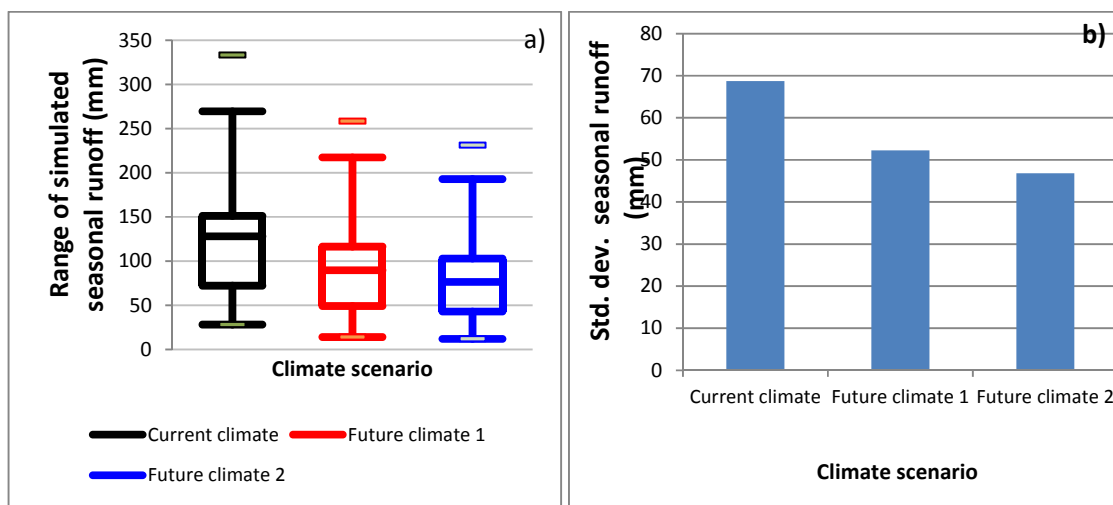 a)
Range of simulated
seasonal runoff (mm)
350
300
250
200
150
100
50
0
Climate scenario
Current climate
Future climate 1
Future climate 2
b)
Std. dev. seasonal runoff
(mm)
80
70
60
50
40
30
20
10
0
Current climate Future climate 1 Future climate 2
Climate scenario